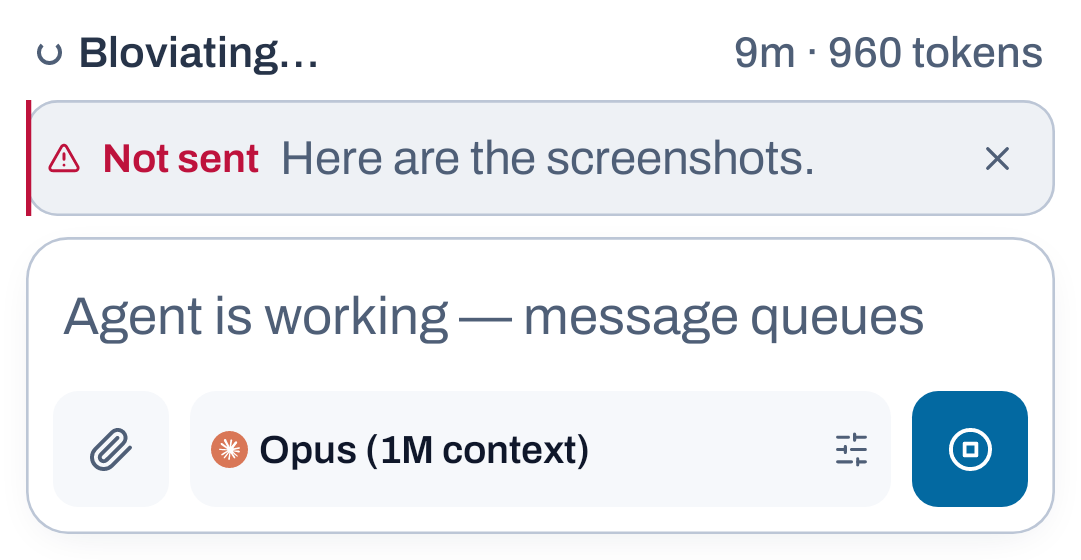 Bloviating... 9m · 960 tokens
Not sent Here are the screenshots.
Agent is working — message queues
Opus (1M context)